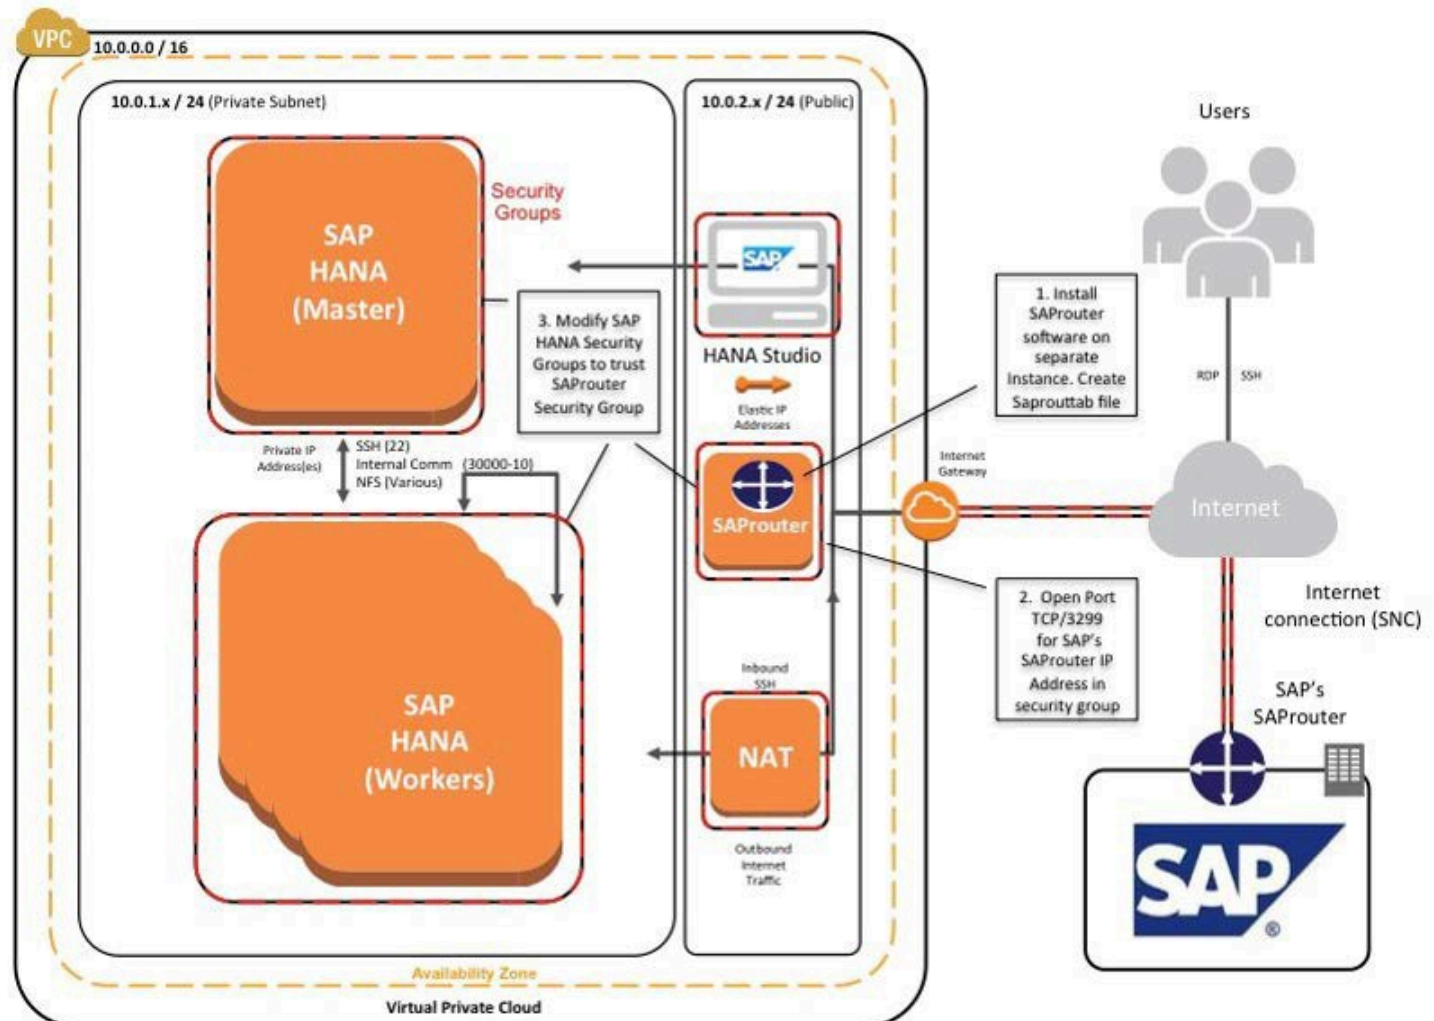 VPC
10.0.0.0 / 16
10.0.1.x / 24 (Private Subnet)
10.0.2.x / 24 (Public)
SAP
HANA
(Master)
Security
Groups
3. Modify SAP
HANA Security
Groups to trust
SAProuter
Security Group
Private IP
Address(es)
SSH (22)
Internal Comm (30000-10)
NFS (Various)
SAP
HANA
(Workers)
SAP
HANA Studio
Elastic IP
Addresses
SAProuter
Inbound
SSH
NAT
Outbound
Internet
Traffic
Availability Zone
Virtual Private Cloud
Users
1. Install
SAProuter
software on
separate
Instance. Create
Saprouttab file
RDP
SSH
Internet
Gateway
Internet
2. Open Port
TCP/3299
for SAP's
SAProuter IP
Address in
security group
Internet
connection (SNC)
SAP's
SAProuter
SAP
®